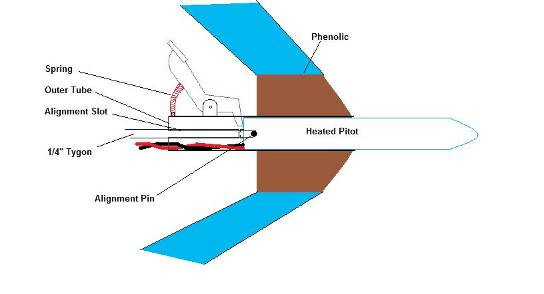 Phenolic
Spring
Outer Tube
Alignment Slot
Heated Pitot
1/4" Tygon
Alignment Pin